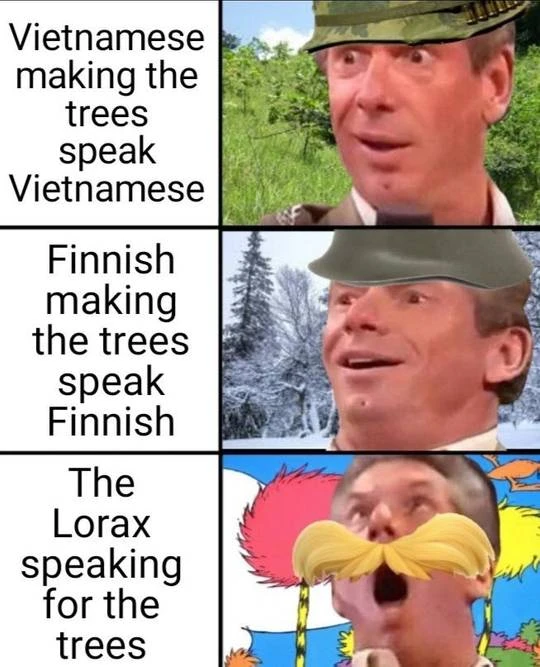 Vietnamese
making the
trees
speak
Vietnamese
Finnish
making
the trees
speak
Finnish
The
Lorax
speaking
for the
trees